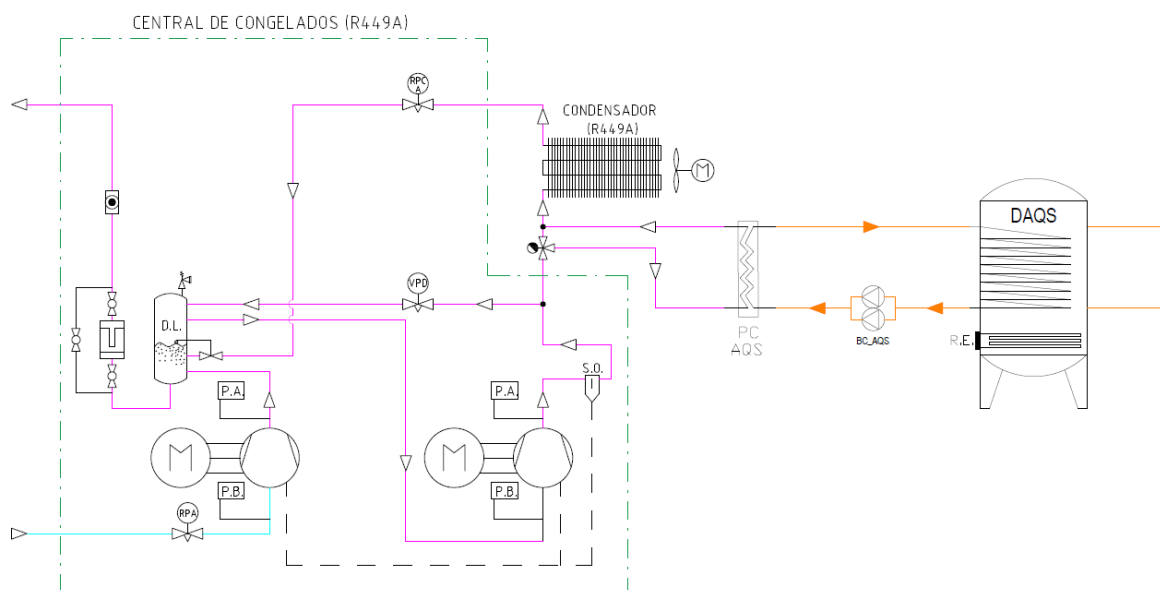 CENTRAL DE CONGELADOS (R449A)
RPC
A
CONDENSADOR
(R449A)
M
DAQS
VPD
D.L.
PC
AQS
BC_AQS
R.E.
S.O.
P.A.
P.A.
M
M
P.B.
P.B.
RPA